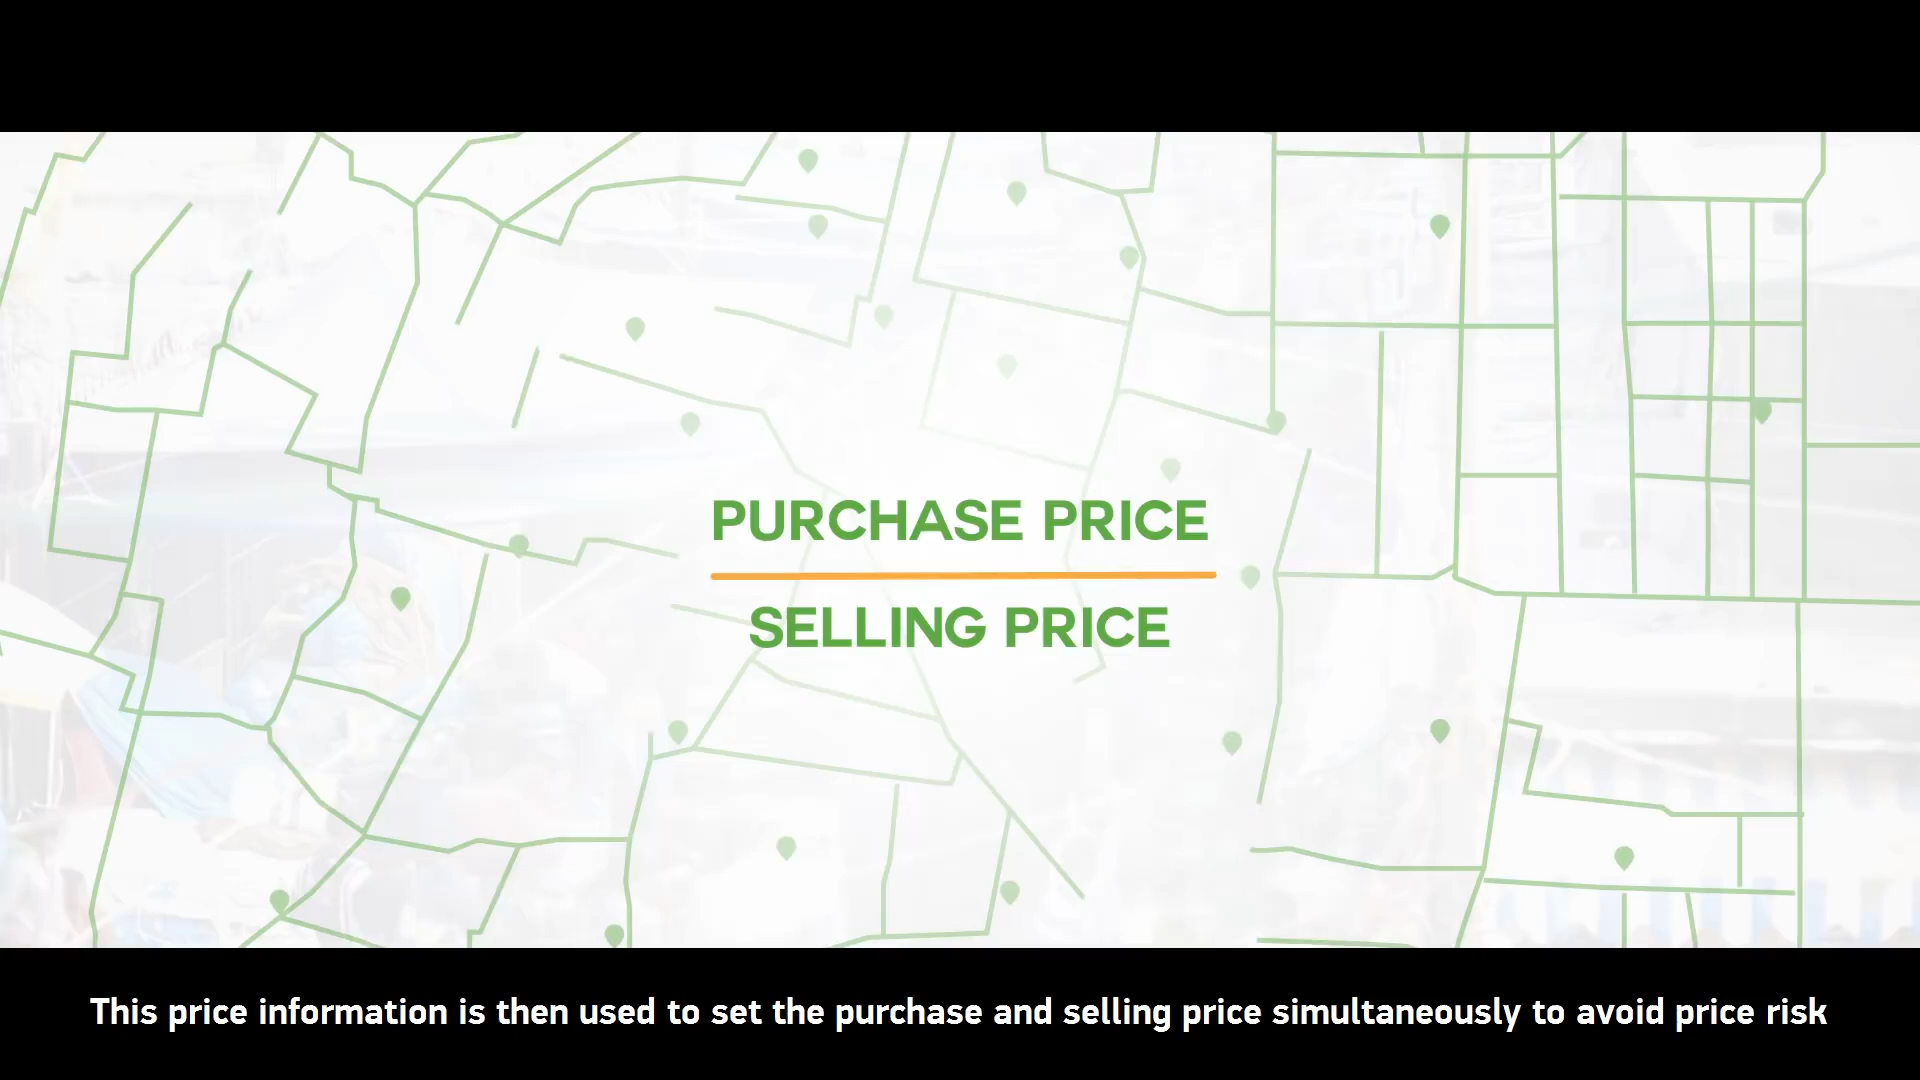 PURCHASE PRICE
SELLING PRICE
This price information is then used to set the purchase and selling price simultaneously to avoid price risk